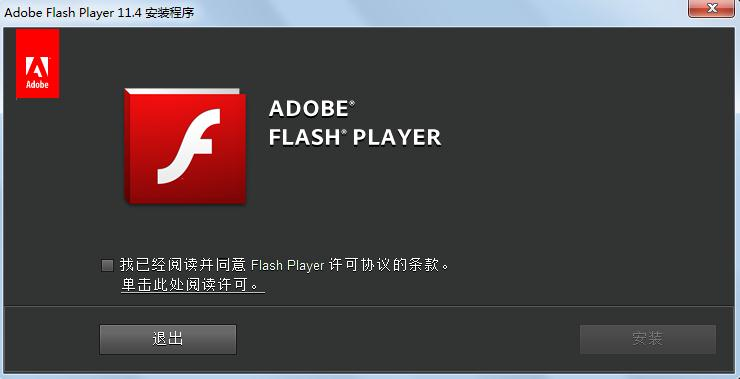 Adobe Flash Player 11.4 安装程序
Adobe
ADOBE®
FLASH® PLAYER
我已经阅读并同意 Flash Player 许可协议的条款。
单击此处阅读许可。
退出
安装